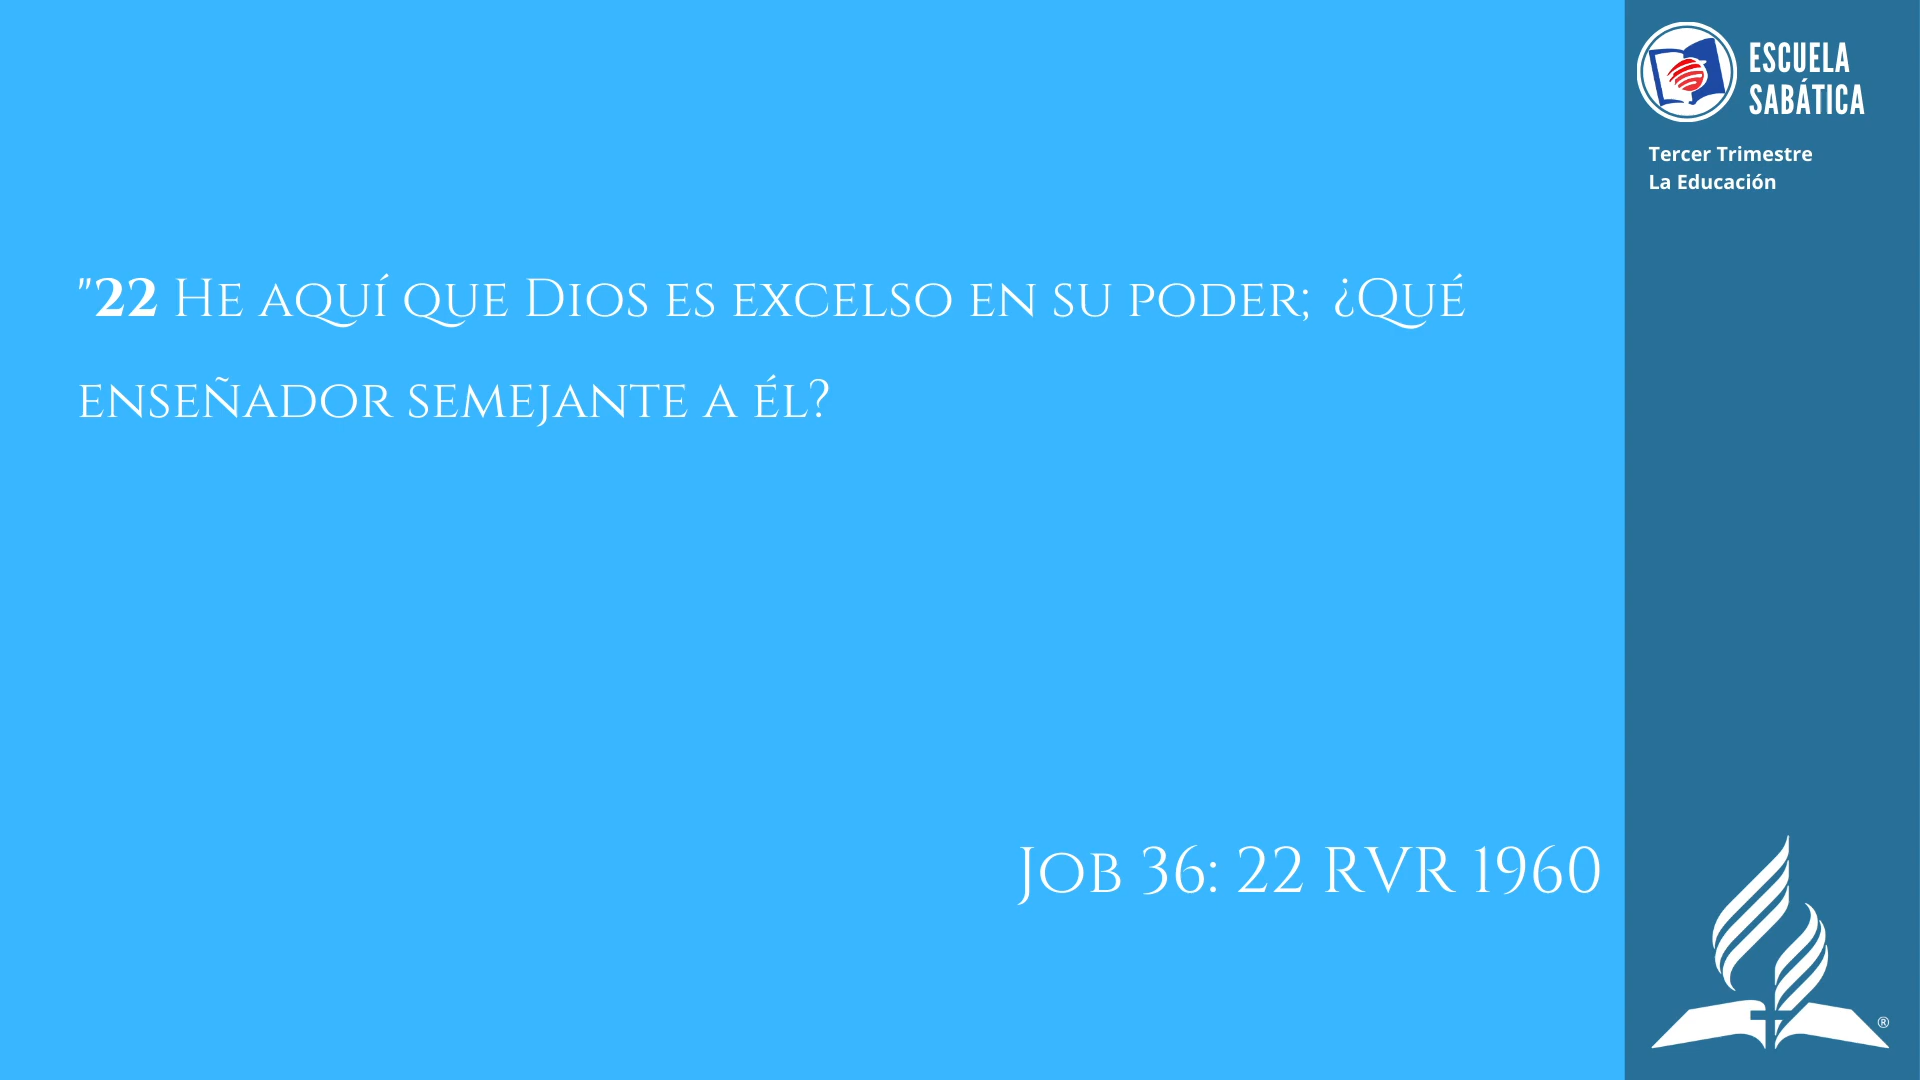 ESCUELA
SABÁTICA
Tercer Trimestre
La Educación
"22 He aquí que Dios es excelso en su poder; ¿Qué
enseñador semejante a él?
Job 36: 22 RVR 1960
®